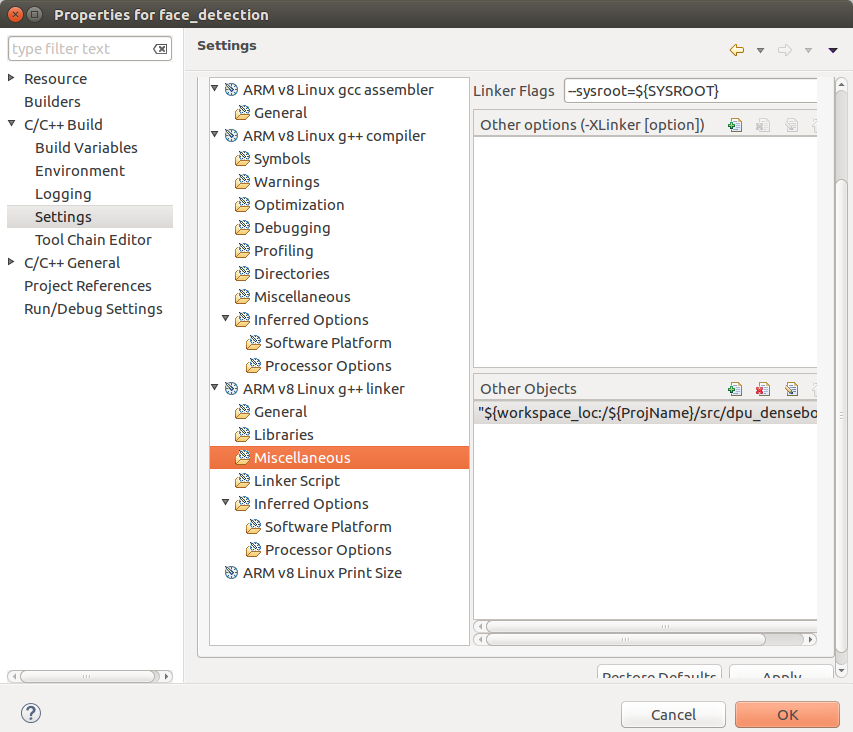 Properties for face_detection
type filter text
Resource
Builders
C/C++ Build
Build Variables
Environment
Logging
Settings
Tool Chain Editor
C/C++ General
Project References
Run/Debug Settings
Settings
ARM v8 Linux gcc assembler
General
ARM v8 Linux g++ compiler
Symbols
Warnings
Optimization
Debugging
Profiling
Directories
Miscellaneous
Inferred Options
Software Platform
Processor Options
ARM v8 Linux g++ linker
General
Libraries
Miscellaneous
Linker Script
Inferred Options
Software Platform
Processor Options
ARM v8 Linux Print Size
Linker Flags --sysroot=${SYSROOT}
Other options (-XLinker [option])
Other Objects
"${workspace_loc:/${ProjName}/src/dpu_densebo
Restore Defaults Apply
Cancel OK